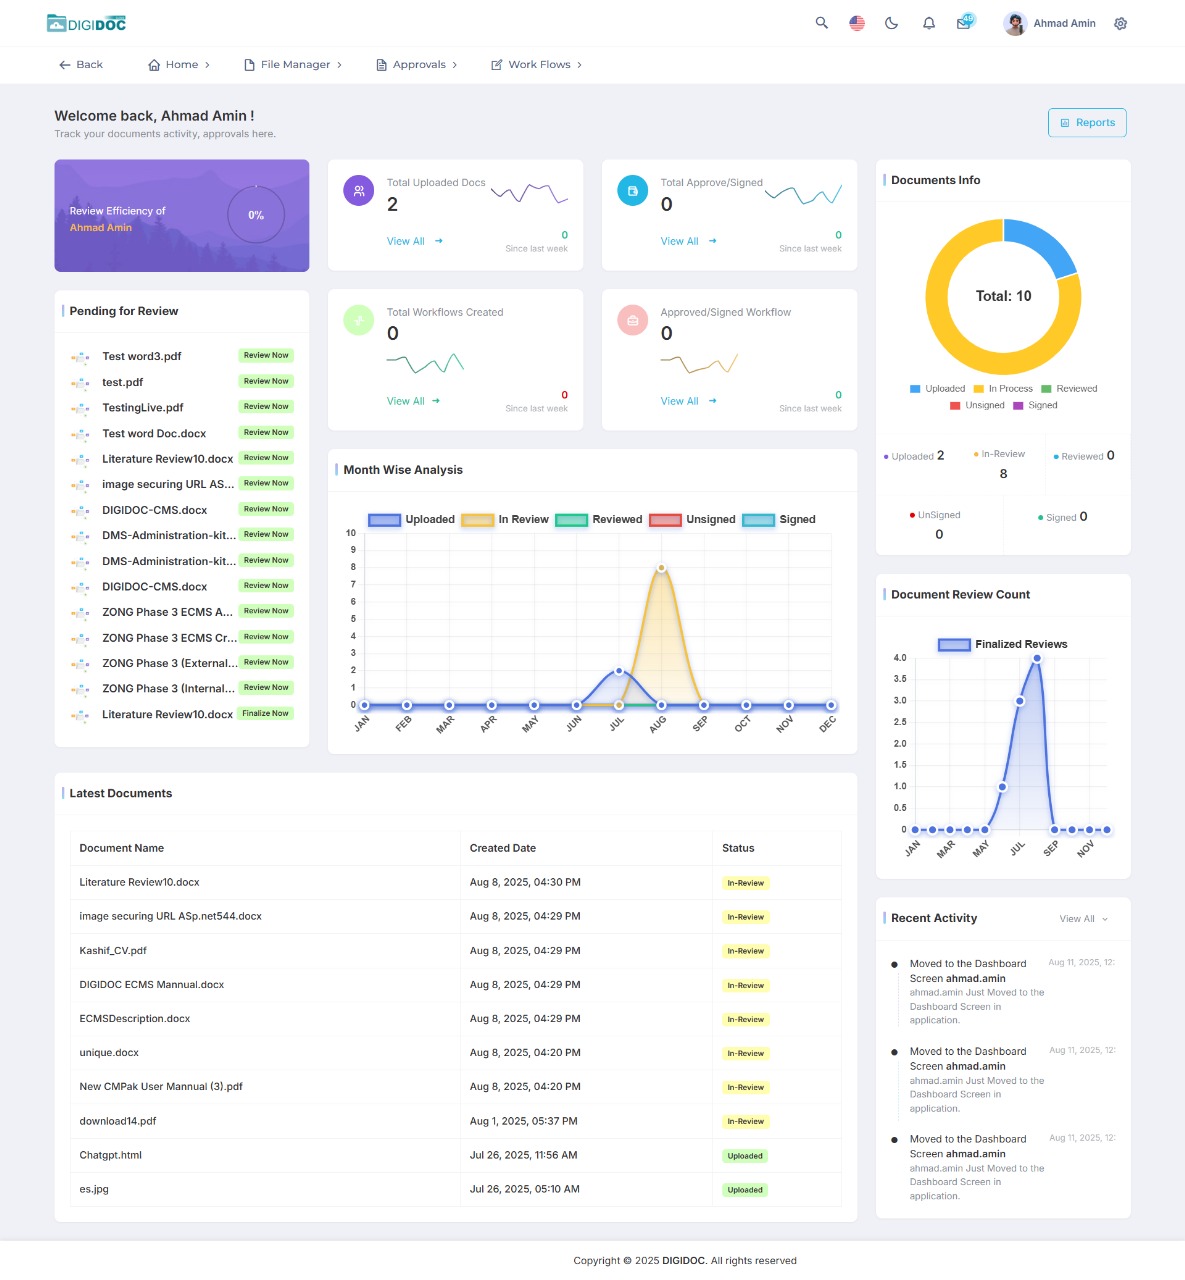 DIGIDOC
49
Ahmad Amin
Back
Home
File Manager
Approvals
Work Flows
Welcome back, Ahmad Amin !
Track your documents activity, approvals here.
Reports
Review Efficiency of
Ahmad Amin
0%
Total Uploaded Docs
2
View All
0
Since last week
Total Approve/Signed
0
View All
0
Since last week
Total Workflows Created
0
View All
0
Since last week
Approved/Signed Workflow
0
View All
0
Since last week
Documents Info
Total: 10
Uploaded In Process Reviewed
Unsigned Signed
Uploaded 2
In-Review
8
Reviewed 0
UnSigned
0
Signed 0
Pending for Review
Test word3.pdf Review Now
test.pdf Review Now
TestingLive.pdf Review Now
Test word Doc.docx Review Now
Literature Review10.docx Review Now
image securing URL AS... Review Now
DIGIDOC-CMS.docx Review Now
DMS-Administration-kit... Review Now
DMS-Administration-kit... Review Now
DIGIDOC-CMS.docx Review Now
ZONG Phase 3 ECMS A... Review Now
ZONG Phase 3 ECMS Cr... Review Now
ZONG Phase 3 (External... Review Now
ZONG Phase 3 (Internal... Review Now
Literature Review10.docx Finalize Now
Month Wise Analysis
Uploaded In Review Reviewed Unsigned Signed
10
9
8
7
6
5
4
3
2
1
0
JAN FEB MAR APR MAY JUN JUL AUG SEP OCT NOV DEC
Document Review Count
Finalized Reviews
4.0
3.5
3.0
2.5
2.0
1.5
1.0
0.5
0
JAN MAR MAY JUL SEP NOV
Latest Documents
Document Name Created Date Status
Literature Review10.docx Aug 8, 2025, 04:30 PM In-Review
image securing URL ASp.net544.docx Aug 8, 2025, 04:29 PM In-Review
Kashif_CV.pdf Aug 8, 2025, 04:29 PM In-Review
DIGIDOC ECMS Mannual.docx Aug 8, 2025, 04:29 PM In-Review
ECMSDescription.docx Aug 8, 2025, 04:29 PM In-Review
unique.docx Aug 8, 2025, 04:20 PM In-Review
New CMPak User Mannual (3).pdf Aug 8, 2025, 04:20 PM In-Review
download14.pdf Aug 1, 2025, 05:37 PM In-Review
Chatgpt.html Jul 26, 2025, 11:56 AM Uploaded
es.jpg Jul 26, 2025, 05:10 AM Uploaded
Recent Activity View All
Moved to the Dashboard Aug 11, 2025, 12:
Screen ahmad.amin
ahmad.amin Just Moved to the
Dashboard Screen in
application.
Moved to the Dashboard Aug 11, 2025, 12:
Screen ahmad.amin
ahmad.amin Just Moved to the
Dashboard Screen in
application.
Moved to the Dashboard Aug 11, 2025, 12:
Screen ahmad.amin
ahmad.amin Just Moved to the
Dashboard Screen in
application.
Copyright © 2025 DIGIDOC. All rights reserved